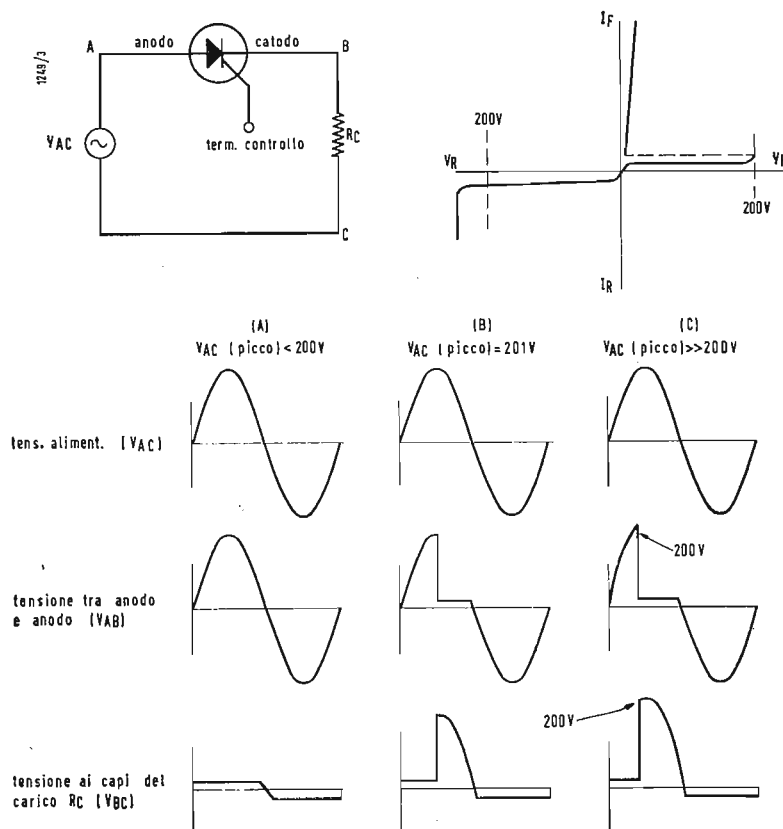 1249/3
A
anodo
catodo
B
VAC
term. controllo
RC
C
IF
200V
VR
200V
IR
(A)
VAC (picco)<200V
(B)
VAC (picco)=201V
(C)
VAC (picco)>>200V
tens. aliment. (VAC)
tensione tra anodo
e anodo (VAB)
200V
tensione ai capi del
carico RC (VBC)
200V